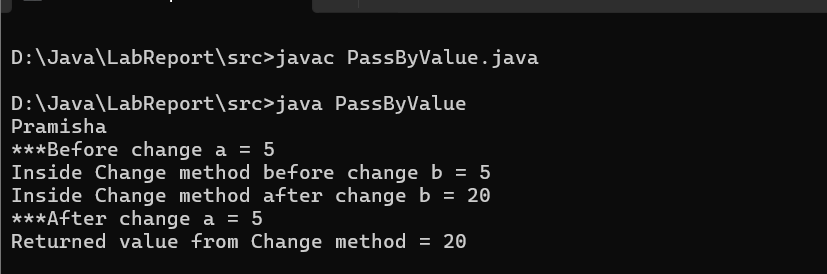 D:\Java\LabReport\src>javac PassByValue.java
D:\Java\LabReport\src>java PassByValue
Pramisha
***Before change a = 5
Inside Change method before change b = 5
Inside Change method after change b = 20
***After change a = 5
Returned value from Change method = 20